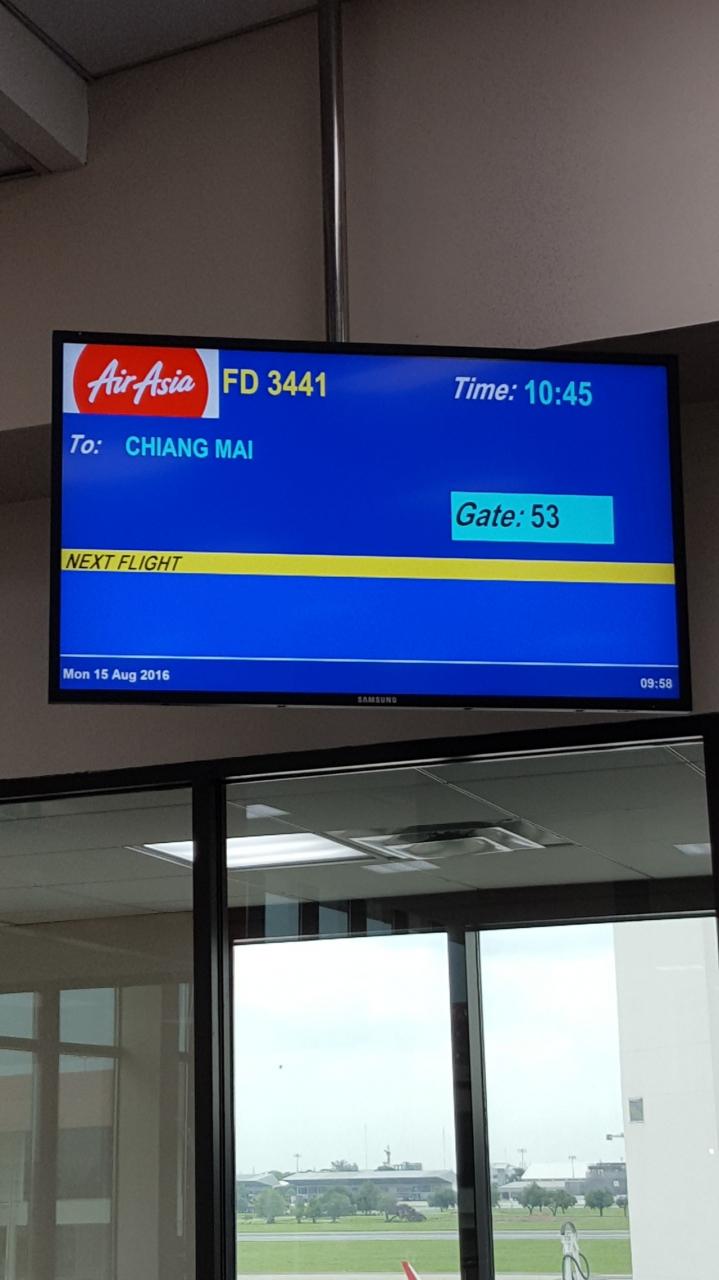 AirAsia FD 3441 Time: 10:45
To: CHIANG MAI
Gate: 53
NEXT FLIGHT
Mon 15 Aug 2016 09:58
SAMSUNG